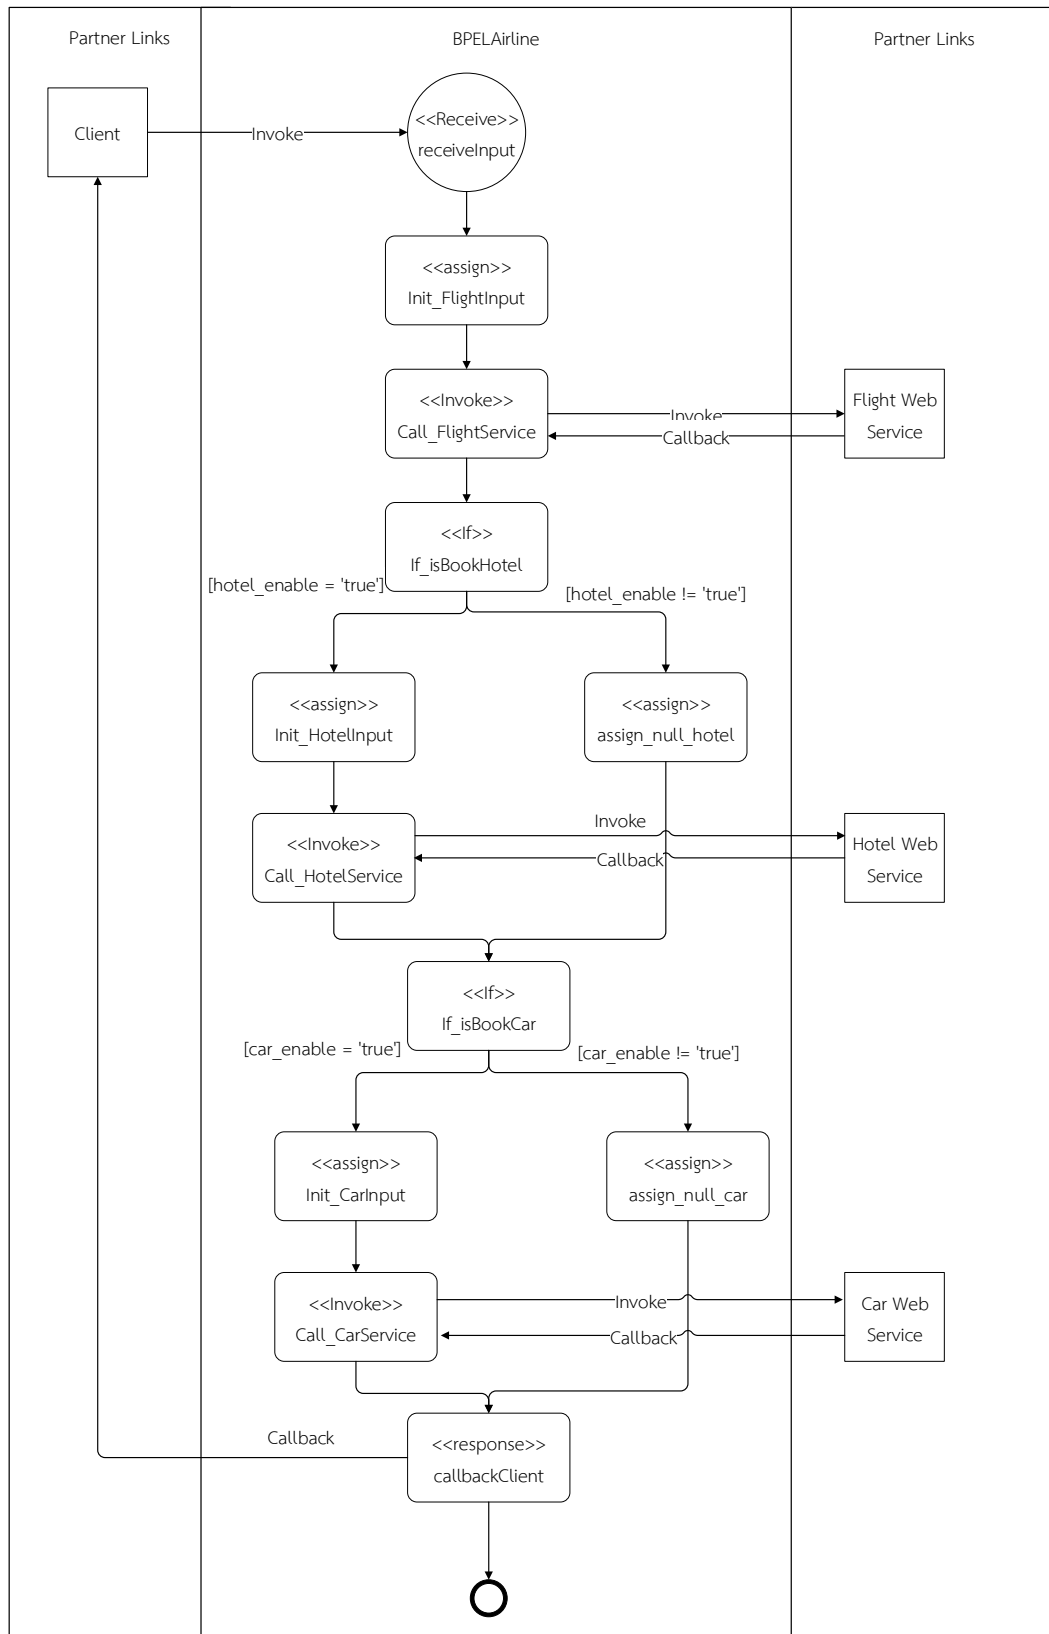 Partner Links
BPELAirline
Partner Links
Client
Invoke
<<Receive>>
receiveInput
<<assign>>
Init_FlightInput
<<Invoke>>
Call_FlightService
Invoke
Callback
Flight Web
Service
<<If>>
If_isBookHotel
[hotel_enable = 'true']
[hotel_enable != 'true']
<<assign>>
Init_HotelInput
<<assign>>
assign_null_hotel
<<Invoke>>
Call_HotelService
Invoke
Callback
Hotel Web
Service
<<If>>
If_isBookCar
[car_enable = 'true']
[car_enable != 'true']
<<assign>>
Init_CarInput
<<assign>>
assign_null_car
<<Invoke>>
Call_CarService
Invoke
Callback
Car Web
Service
Callback
<<response>>
callbackClient